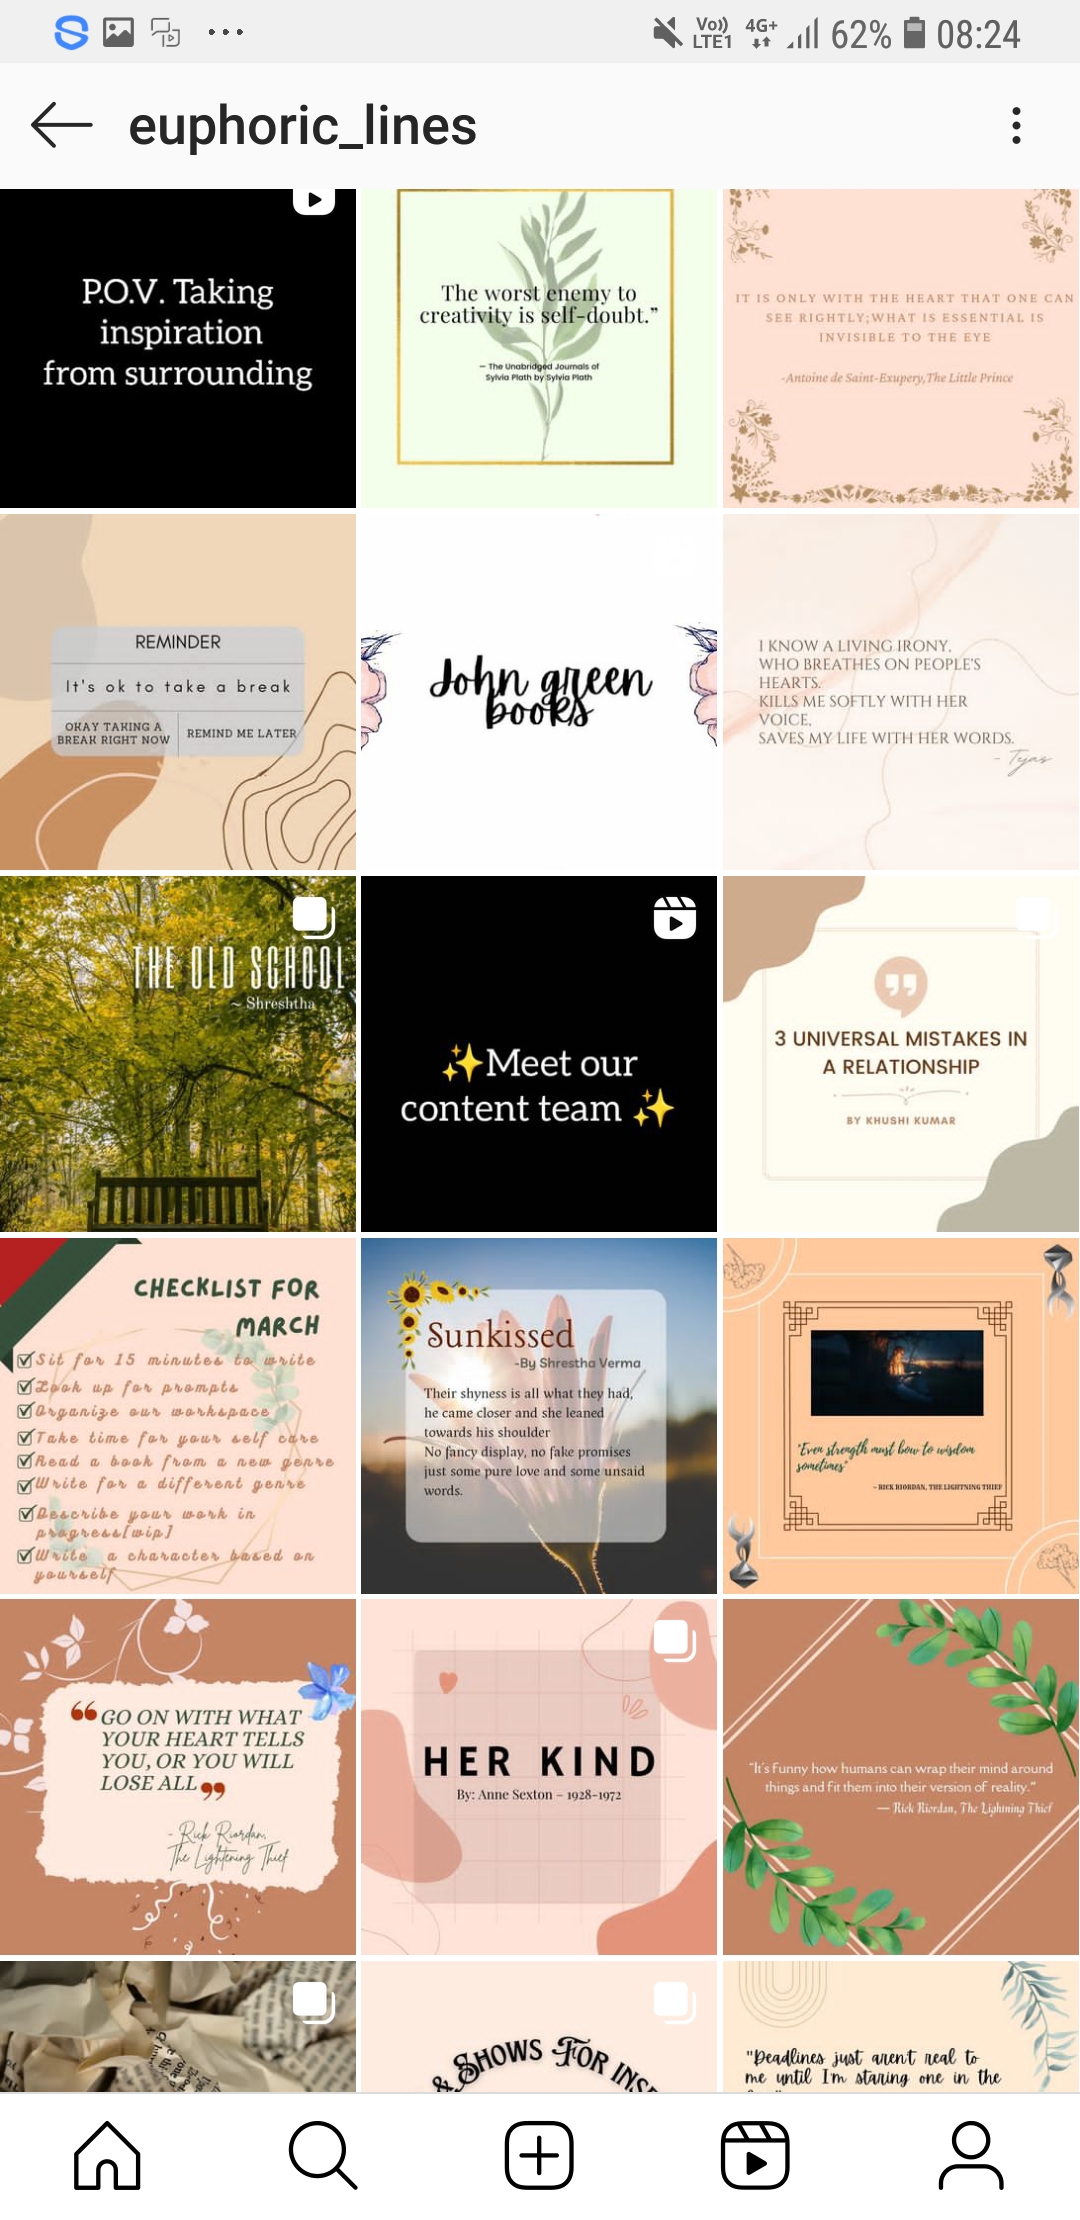 Vo)) LTE1 4G+ 62% 08:24
euphoric_lines
P.O.V. Taking
inspiration
from surrounding
The worst enemy to
creativity is self-doubt.”
— The Unabridged Journals of
Sylvia Plath by Sylvia Plath
IT IS ONLY WITH THE HEART THAT ONE CAN
SEE RIGHTLY;WHAT IS ESSENTIAL IS
INVISIBLE TO THE EYE
-Antoine de Saint-Exupery,The Little Prince
REMINDER
It's ok to take a break
OKAY TAKING A
BREAK RIGHT NOW
REMIND ME LATER
John green
books
I KNOW A LIVING IRONY,
WHO BREATHES ON PEOPLE'S
HEARTS.
KILLS ME SOFTLY WITH HER
VOICE,
SAVES MY LIFE WITH HER WORDS.
- Tejas
THE OLD SCHOOL
~ Shreshtha
✨Meet our
content team ✨
3 UNIVERSAL MISTAKES IN
A RELATIONSHIP
BY KHUSHI KUMAR
CHECKLIST FOR
MARCH
Sit for 15 minutes to write
Look up for prompts
Organize our workspace
Take time for your self care
Read a book from a new genre
Write for a different genre
Describe your work in
progress[wip]
Write a character based on
yourself
Sunkissed
-By Shrestha Verma
Their shyness is all what they had,
he came closer and she leaned
towards his shoulder
No fancy display, no fake promises
just some pure love and some unsaid
words.
"Even strength must bow to wisdom
sometimes"
- RICK RIORDAN, THE LIGHTNING THIEF
❝GO ON WITH WHAT
YOUR HEART TELLS
YOU, OR YOU WILL
LOSE ALL❞
- Rick Riordan,
The Lightening Thief
HER KIND
By: Anne Sexton – 1928-1972
“It's funny how humans can wrap their mind around
things and fit them into their version of reality.”
— Rick Riordan, The Lightning Thief
& SHOWS FOR
"Deadlines just aren't real to
me until I'm staring one in the